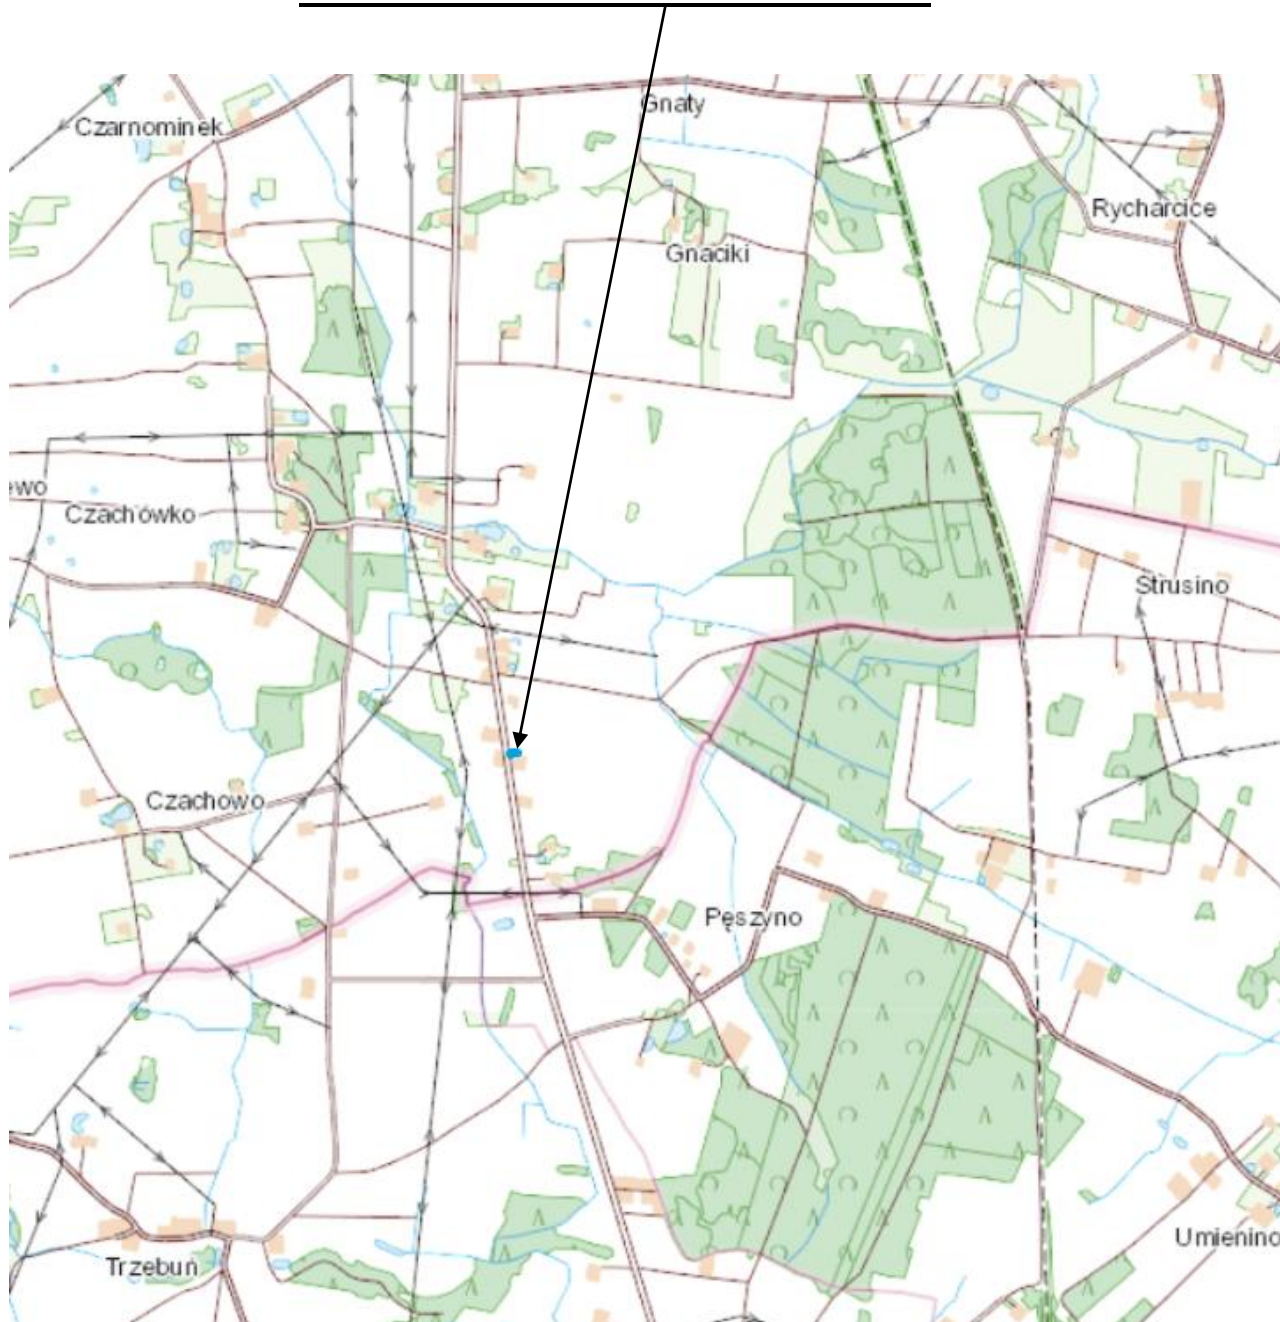 Gnaty
Czarnominek
Rycharcice
Gnaciki
ewo
Czachówko
Strusino
Czachowo
Pęszyno
Umienino
Trzebuń